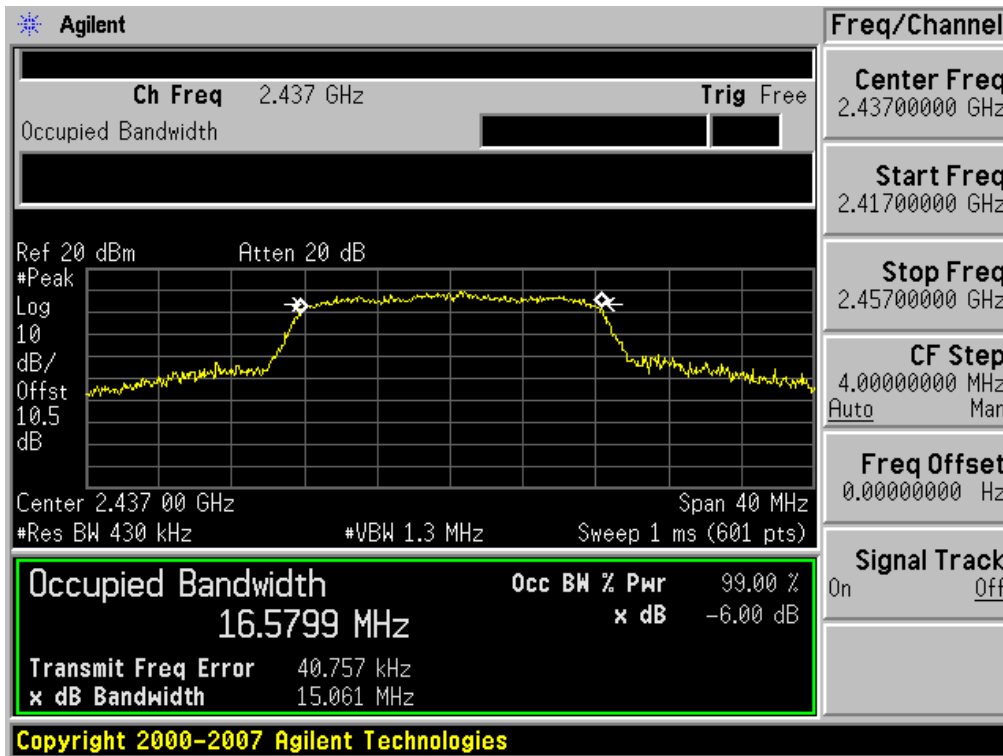 Agilent
Freq/Channel
Ch Freq 2.437 GHz Trig Free
Occupied Bandwidth
Center Freq
2.43700000 GHz
Start Freq
2.41700000 GHz
Stop Freq
2.45700000 GHz
CF Step
4.00000000 MHz
Auto Man
Freq Offset
0.00000000 Hz
Signal Track
On Off
Ref 20 dBm Atten 20 dB
#Peak
Log
10
dB/
Offst
10.5
dB
Center 2.437 00 GHz Span 40 MHz
#Res BW 430 kHz #VBW 1.3 MHz Sweep 1 ms (601 pts)
Occupied Bandwidth
16.5799 MHz
Occ BW % Pwr 99.00 %
x dB -6.00 dB
Transmit Freq Error 40.757 kHz
x dB Bandwidth 15.061 MHz
Copyright 2000-2007 Agilent Technologies